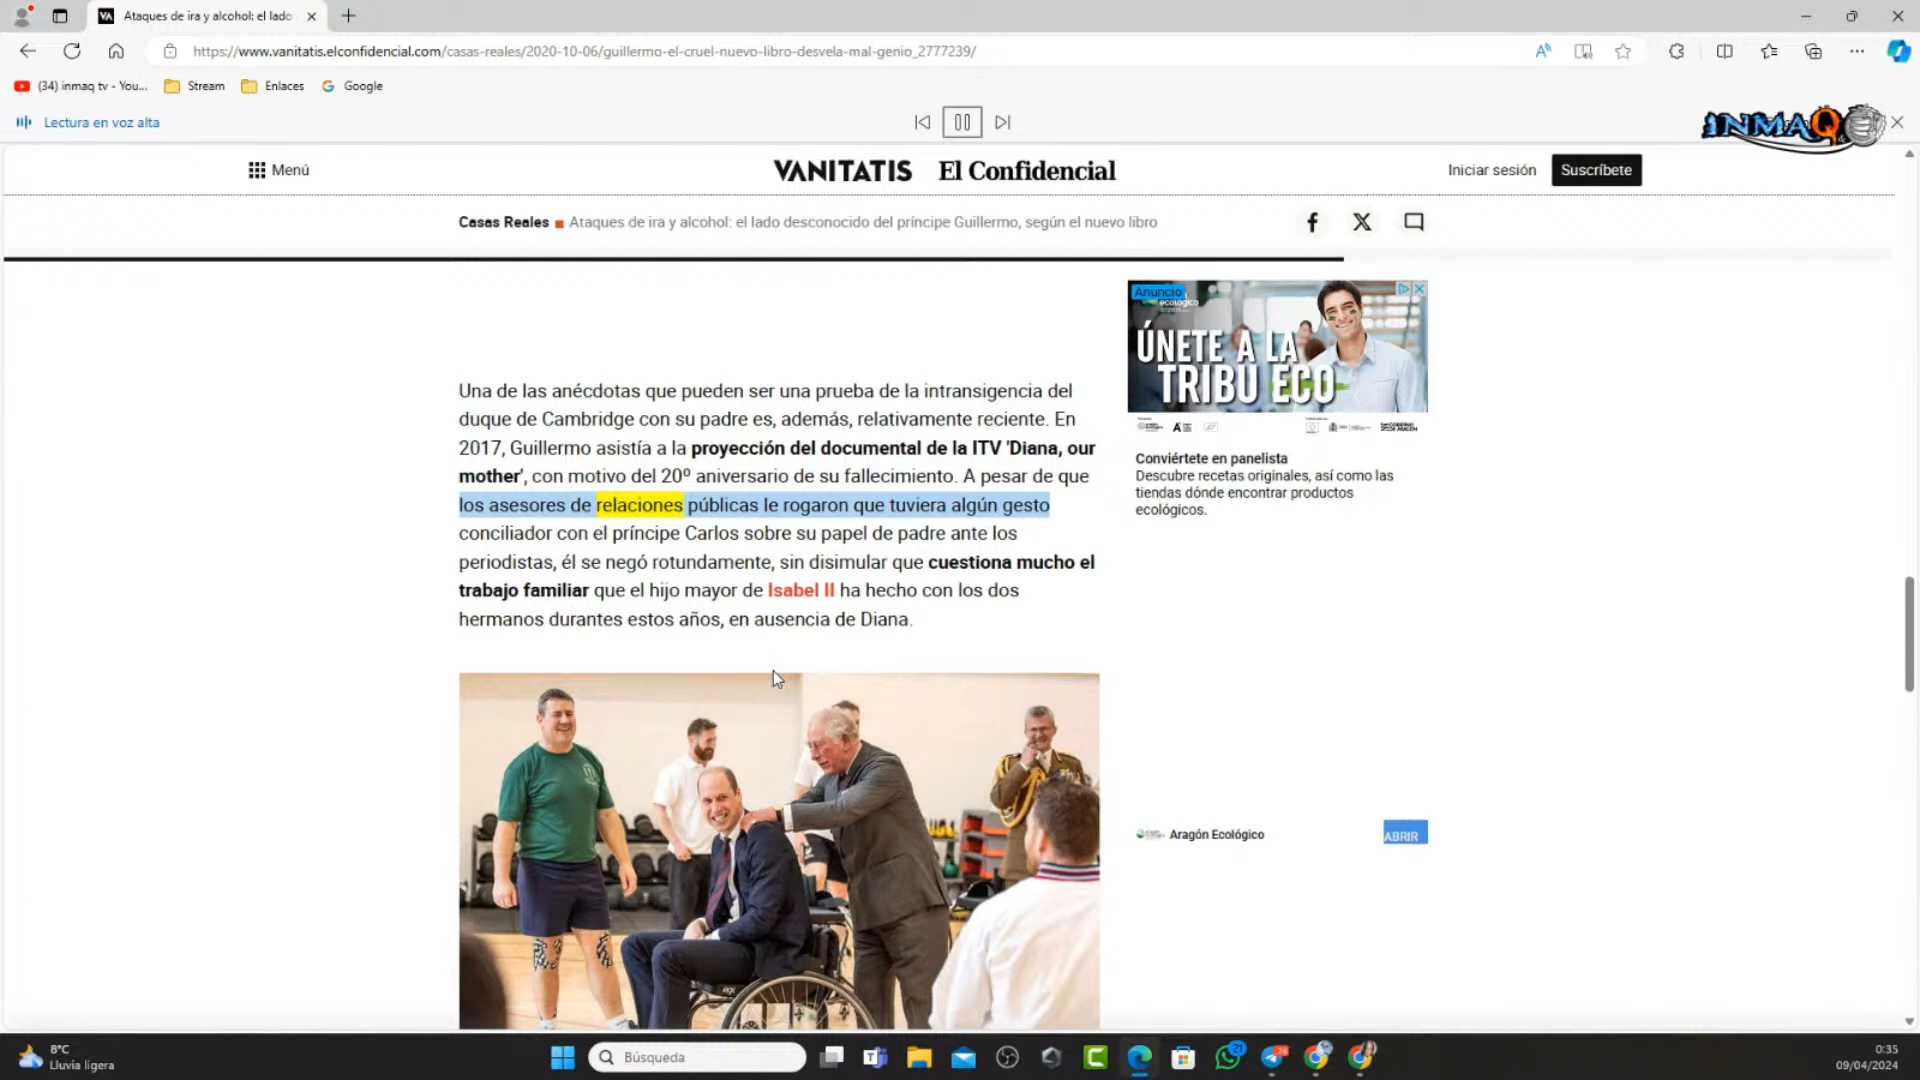 VA Ataques de ira y alcohol: el lado
https://www.vanitatis.elconfidencial.com/casas-reales/2020-10-06/guillermo-el-cruel-nuevo-libro-desvela-mal-genio_2777239/
(34) inmaq tv - You... Stream Enlaces Google
Lectura en voz alta
INMAQ
Menú
VANITATIS El Confidencial
Iniciar sesión Suscríbete
Casas Reales Ataques de ira y alcohol: el lado desconocido del príncipe Guillermo, según el nuevo libro
Una de las anécdotas que pueden ser una prueba de la intransigencia del
duque de Cambridge con su padre es, además, relativamente reciente. En
2017, Guillermo asistía a la proyección del documental de la ITV 'Diana, our
mother', con motivo del 20º aniversario de su fallecimiento. A pesar de que
los asesores de relaciones públicas le rogaron que tuviera algún gesto
conciliador con el príncipe Carlos sobre su papel de padre ante los
periodistas, él se negó rotundamente, sin disimular que cuestiona mucho el
trabajo familiar que el hijo mayor de Isabel II ha hecho con los dos
hermanos durantes estos años, en ausencia de Diana.
Anuncio
ecológico
ÚNETE A LA
TRIBU ECO
Conviértete en panelista
Descubre recetas originales, así como las
tiendas dónde encontrar productos
ecológicos.
Aragón Ecológico
ABRIR
8°C
Lluvia ligera
Búsqueda
21
0:35
09/04/2024